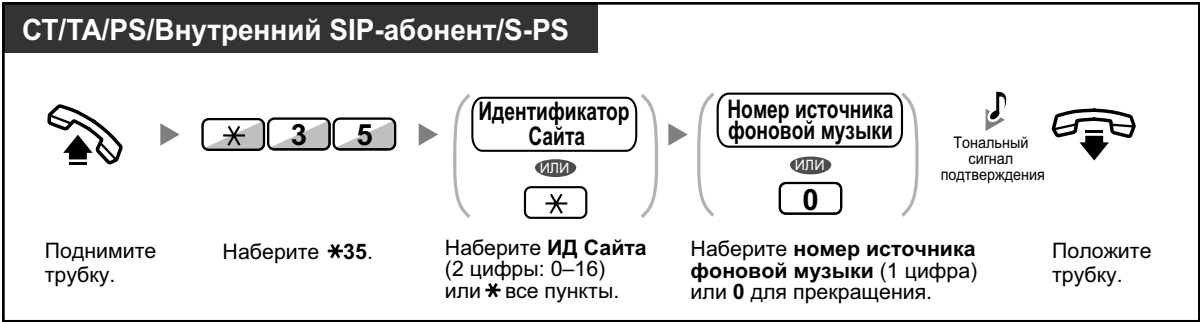 CT/TA/PS/Внутренний SIP-абонент/S-PS
Поднимите
трубку.
* 3 5
Наберите *35.
Идентификатор
Сайта
или
*
Наберите ИД Сайта
(2 цифры: 0–16)
или * все пункты.
Номер источника
фоновой музыки
или
0
Наберите номер источника
фоновой музыки (1 цифра)
или 0 для прекращения.
Тональный
сигнал
подтверждения
Положите
трубку.